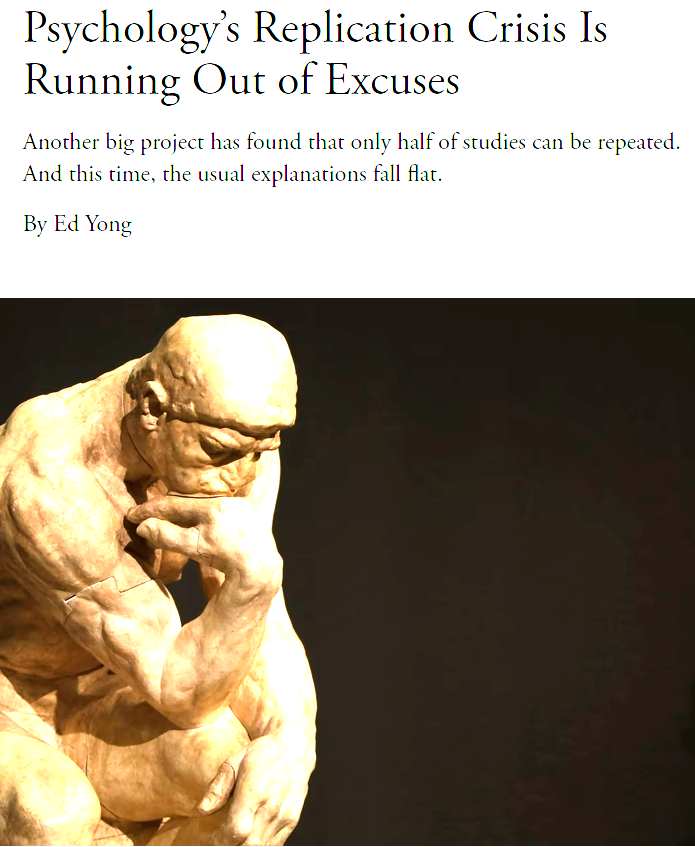 Psychology’s Replication Crisis Is
Running Out of Excuses
Another big project has found that only half of studies can be repeated.
And this time, the usual explanations fall flat.
By Ed Yong